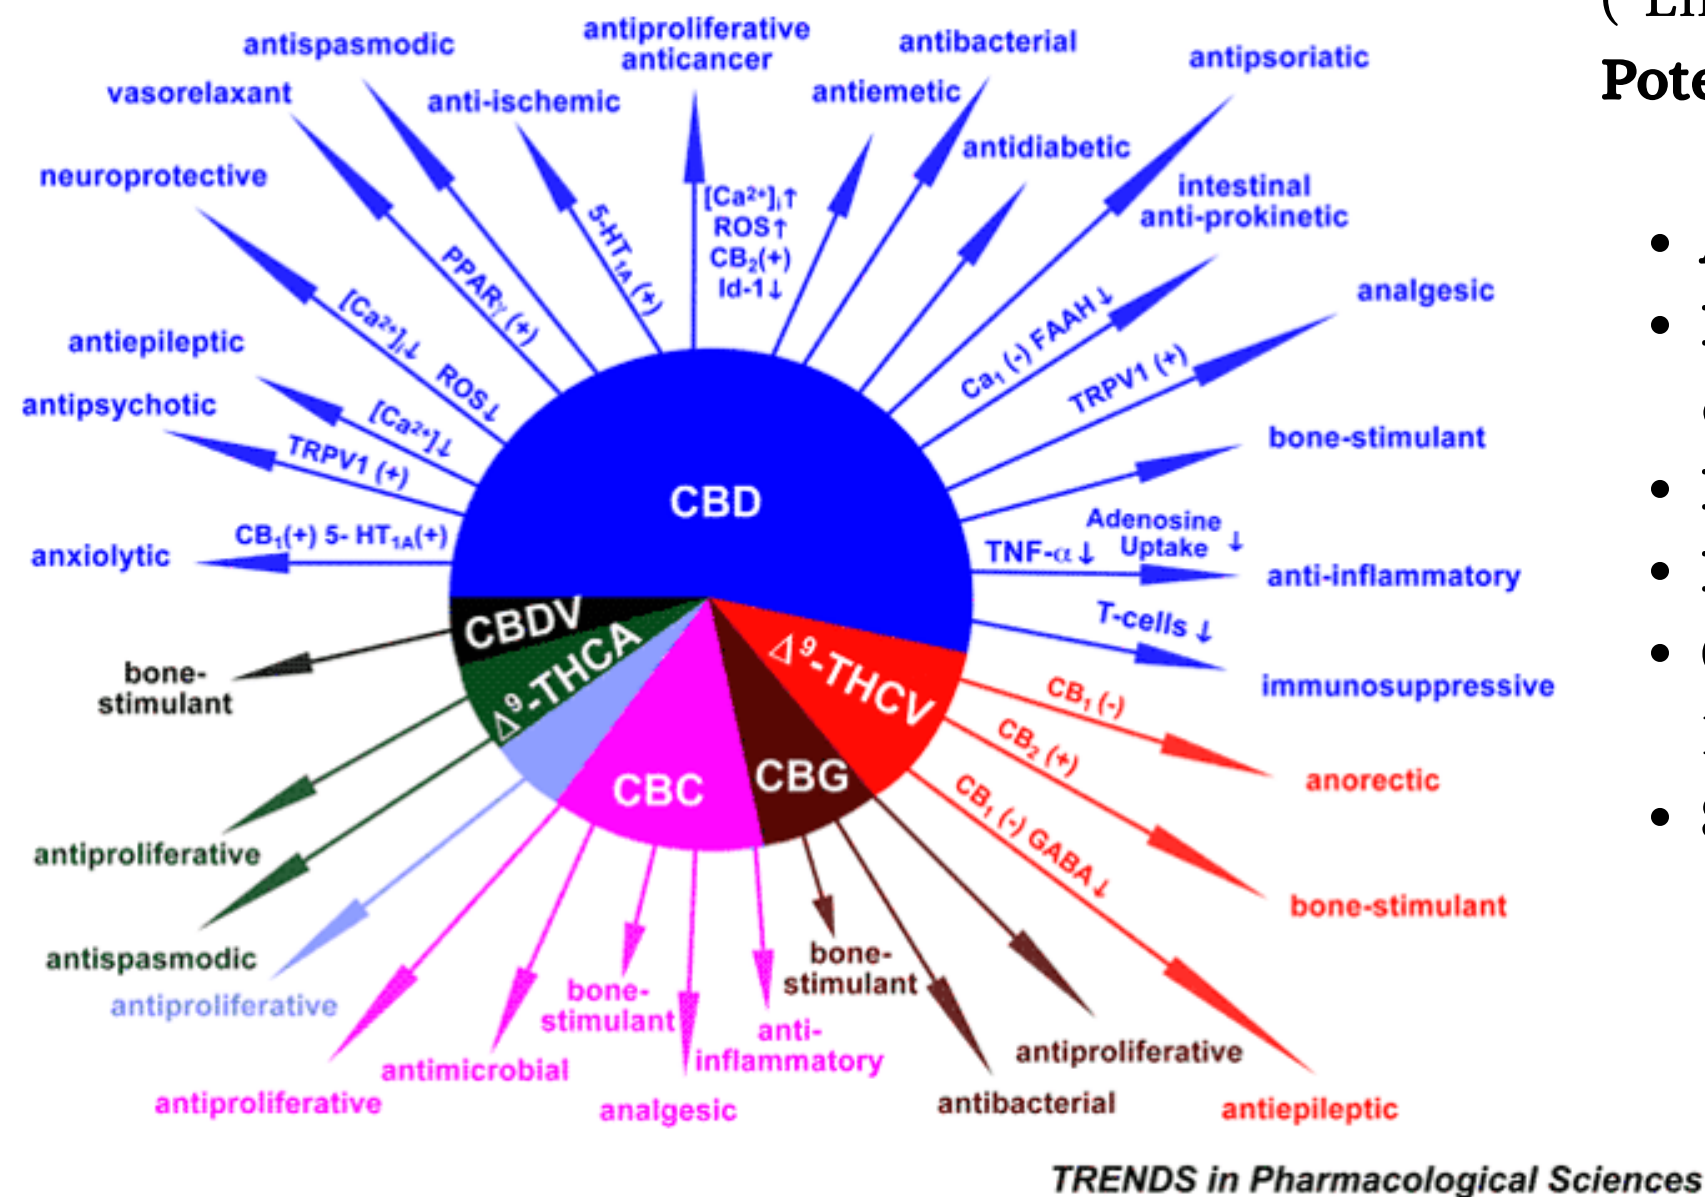 antiproliferative
anticancer
antispasmodic
antibacterial
antipsoriatic
vasorelaxant
anti-ischemic
antiemetic
Pote
antidiabetic
neuroprotective
intestinal
anti-prokinetic
[Ca²⁺]ᵢ↑
ROS↑
CB₂(+)
Id-1↓
5-HT₁A (+)
PPARγ (+)
[Ca²⁺]ᵢ↓ ROS↓
Ca₁ (-) FAAH↓
analgesic
TRPV1 (+)
antiepileptic
[Ca²⁺]↓
antipsychotic
TRPV1 (+)
bone-stimulant
CBD
anxiolytic
CB₁(+) 5- HT₁A(+)
TNF-α↓
Adenosine
Uptake ↓
anti-inflammatory
T-cells ↓
immunosuppressive
CBDV
Δ⁹-THCA
Δ⁹-THCV
CBC
CBG
bone-
stimulant
CB₁ (-)
anorectic
CB₂ (+)
bone-stimulant
CB₁ (-) GABA↓
antiepileptic
antiproliferative
antispasmodic
antiproliferative
antiproliferative
antimicrobial
bone-
stimulant
analgesic
anti-
inflammatory
bone-
stimulant
antibacterial
antiproliferative
TRENDS in Pharmacological Sciences